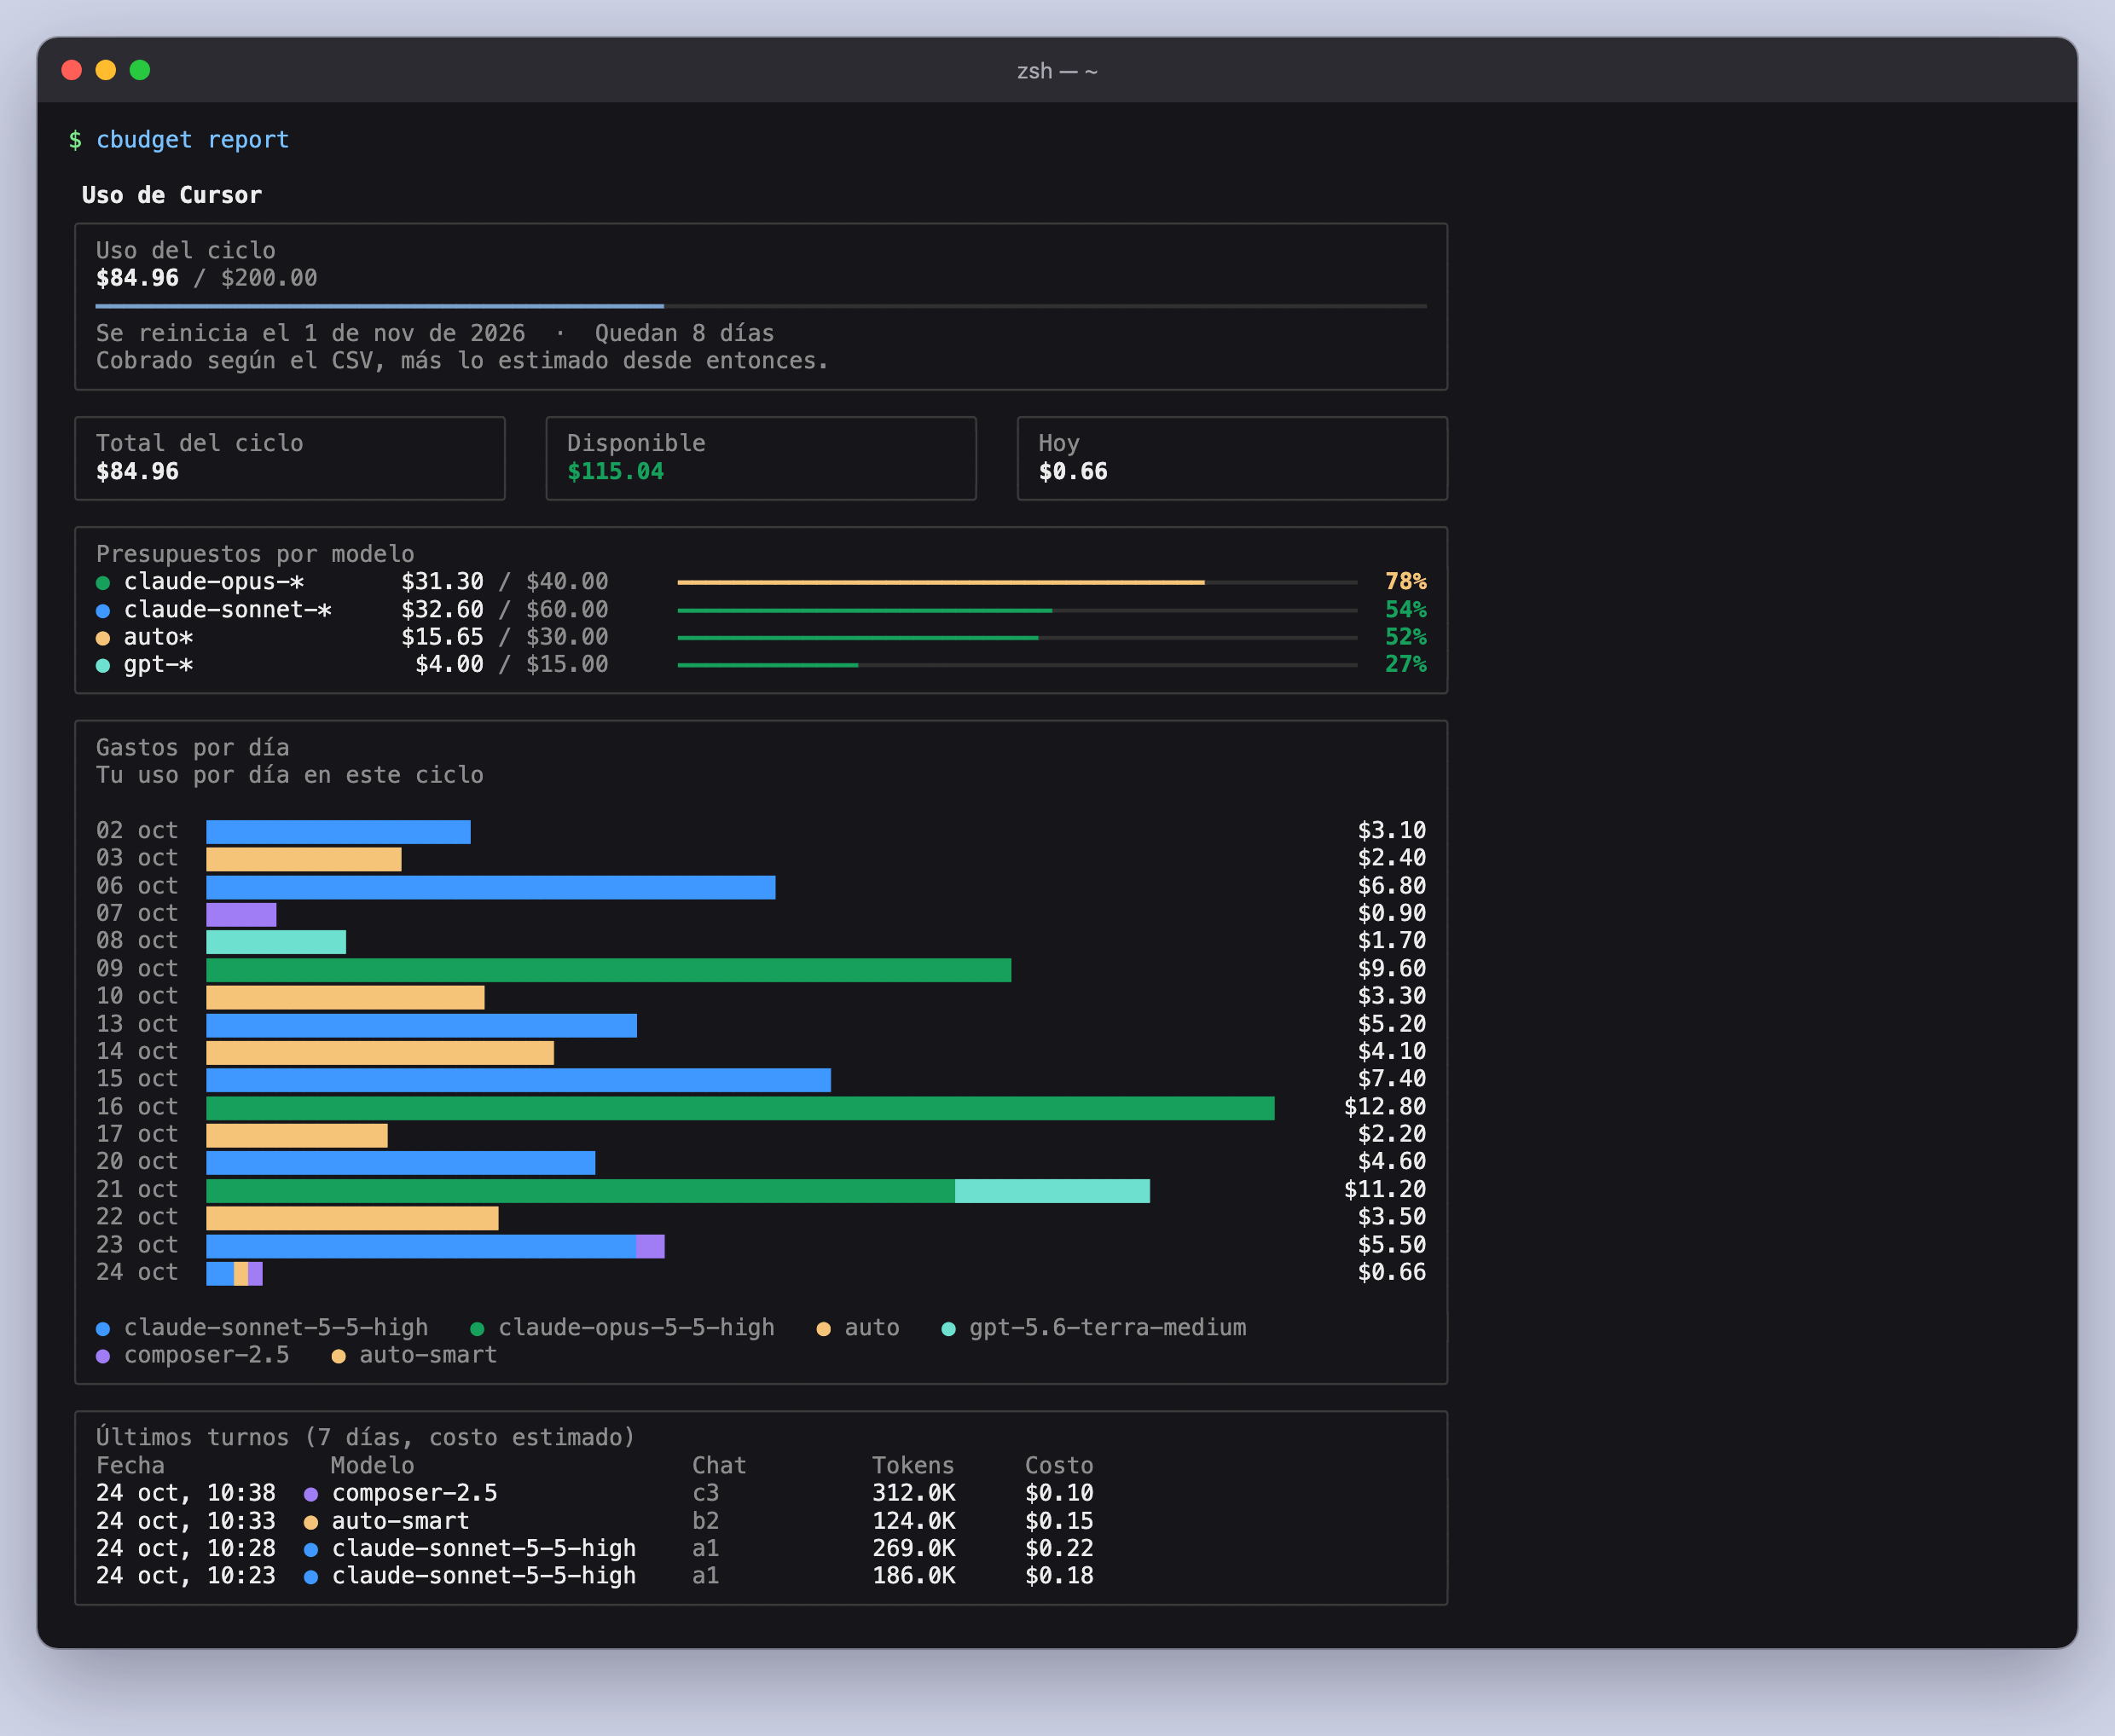 zsh — ~
$ cbudget report
Uso de Cursor
Uso del ciclo
$84.96 / $200.00
Se reinicia el 1 de nov de 2026 · Quedan 8 días
Cobrado según el CSV, más lo estimado desde entonces.
Total del ciclo
$84.96
Disponible
$115.04
Hoy
$0.66
Presupuestos por modelo
claude-opus-* $31.30 / $40.00 78%
claude-sonnet-* $32.60 / $60.00 54%
auto* $15.65 / $30.00 52%
gpt-* $4.00 / $15.00 27%
Gastos por día
Tu uso por día en este ciclo
02 oct $3.10
03 oct $2.40
06 oct $6.80
07 oct $0.90
08 oct $1.70
09 oct $9.60
10 oct $3.30
13 oct $5.20
14 oct $4.10
15 oct $7.40
16 oct $12.80
17 oct $2.20
20 oct $4.60
21 oct $11.20
22 oct $3.50
23 oct $5.50
24 oct $0.66
claude-sonnet-5-5-high claude-opus-5-5-high auto gpt-5.6-terra-medium
composer-2.5 auto-smart
Últimos turnos (7 días, costo estimado)
Fecha Modelo Chat Tokens Costo
24 oct, 10:38 composer-2.5 c3 312.0K $0.10
24 oct, 10:33 auto-smart b2 124.0K $0.15
24 oct, 10:28 claude-sonnet-5-5-high a1 269.0K $0.22
24 oct, 10:23 claude-sonnet-5-5-high a1 186.0K $0.18